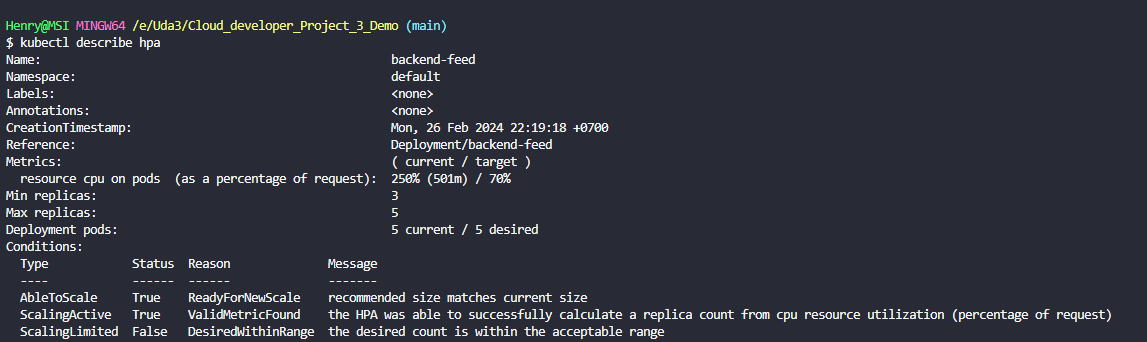 Henry@MSI MINGW64 /e/Uda3/Cloud_developer_Project_3_Demo (main)
$ kubectl describe hpa
Name:                                                  backend-feed
Namespace:                                             default
Labels:                                                <none>
Annotations:                                           <none>
CreationTimestamp:                                     Mon, 26 Feb 2024 22:19:18 +0700
Reference:                                             Deployment/backend-feed
Metrics:                                               ( current / target )
  resource cpu on pods  (as a percentage of request):  250% (501m) / 70%
Min replicas:                                          3
Max replicas:                                          5
Deployment pods:                                       5 current / 5 desired
Conditions:
  Type            Status  Reason              Message
  ----            ------  ------              -------
  AbleToScale     True    ReadyForNewScale    recommended size matches current size
  ScalingActive   True    ValidMetricFound    the HPA was able to successfully calculate a replica count from cpu resource utilization (percentage of request)
  ScalingLimited  False   DesiredWithinRange  the desired count is within the acceptable range